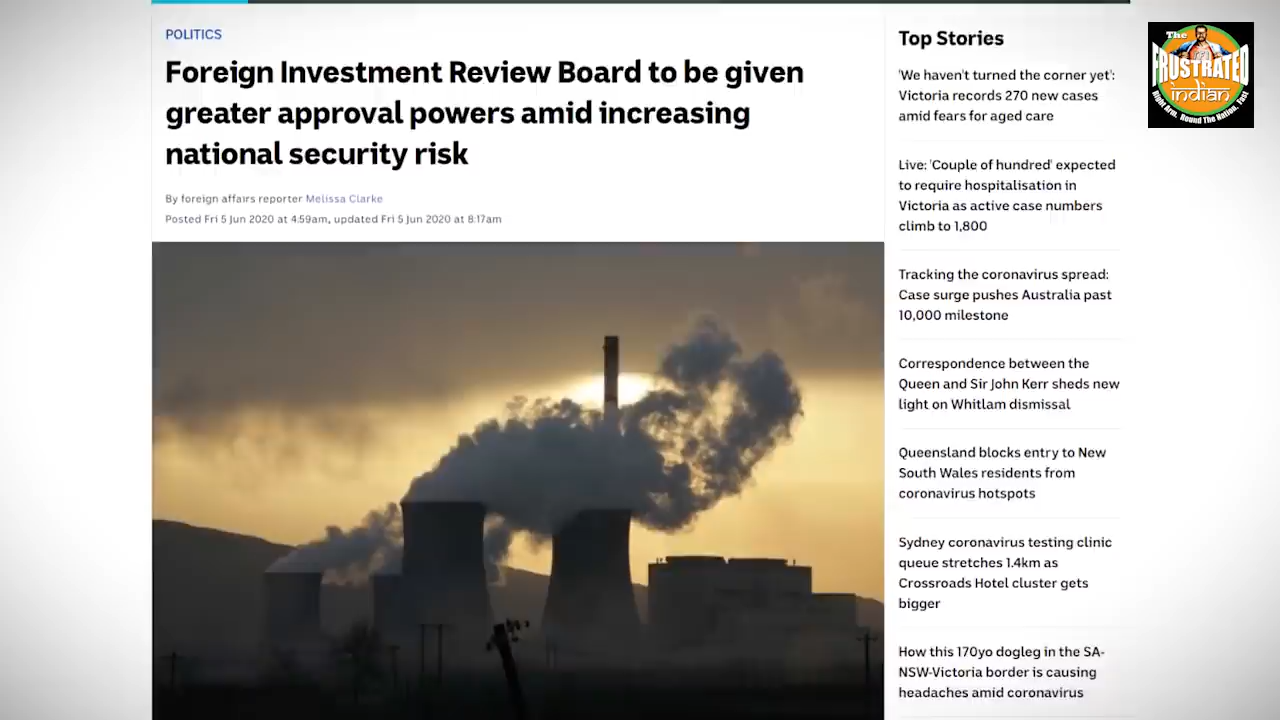 POLITICS
Foreign Investment Review Board to be given
greater approval powers amid increasing
national security risk
By foreign affairs reporter Melissa Clarke
Posted Fri 5 Jun 2020 at 4:59am, updated Fri 5 Jun 2020 at 8:17am
Top Stories
'We haven't turned the corner yet':
Victoria records 270 new cases
amid fears for aged care
Live: 'Couple of hundred' expected
to require hospitalisation in
Victoria as active case numbers
climb to 1,800
Tracking the coronavirus spread:
Case surge pushes Australia past
10,000 milestone
Correspondence between the
Queen and Sir John Kerr sheds new
light on Whitlam dismissal
Queensland blocks entry to New
South Wales residents from
coronavirus hotspots
Sydney coronavirus testing clinic
queue stretches 1.4km as
Crossroads Hotel cluster gets
bigger
How this 170yo dogleg in the SA-
NSW-Victoria border is causing
headaches amid coronavirus
The
FRUSTRATED
indian
Right Arm, Round The Nation, Fast